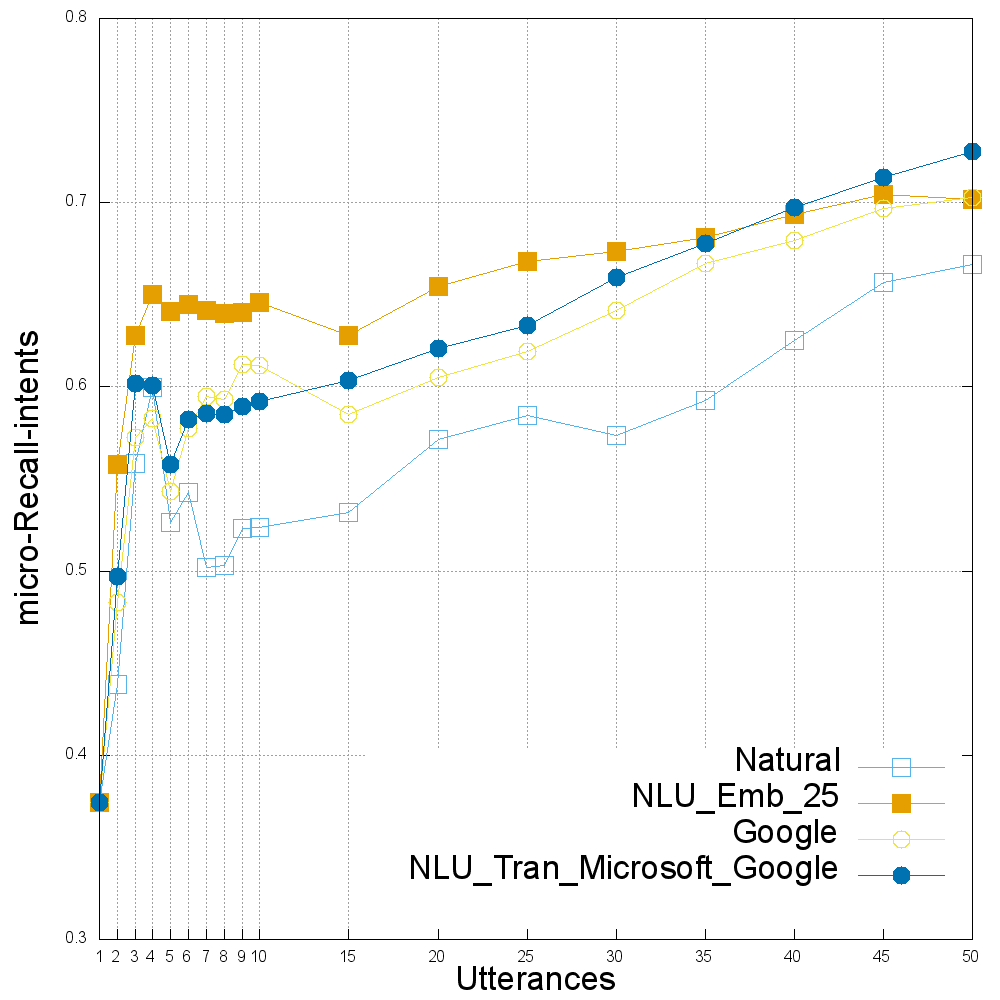 0.8
0.7
0.6
0.5
0.4
0.3
micro-Recall-intents
Natural
NLU_Emb_25
Google
NLU_Tran_Microsoft_Google
1 2 3 4 5 6 7 8 9 10 15 20 25 30 35 40 45 50
Utterances